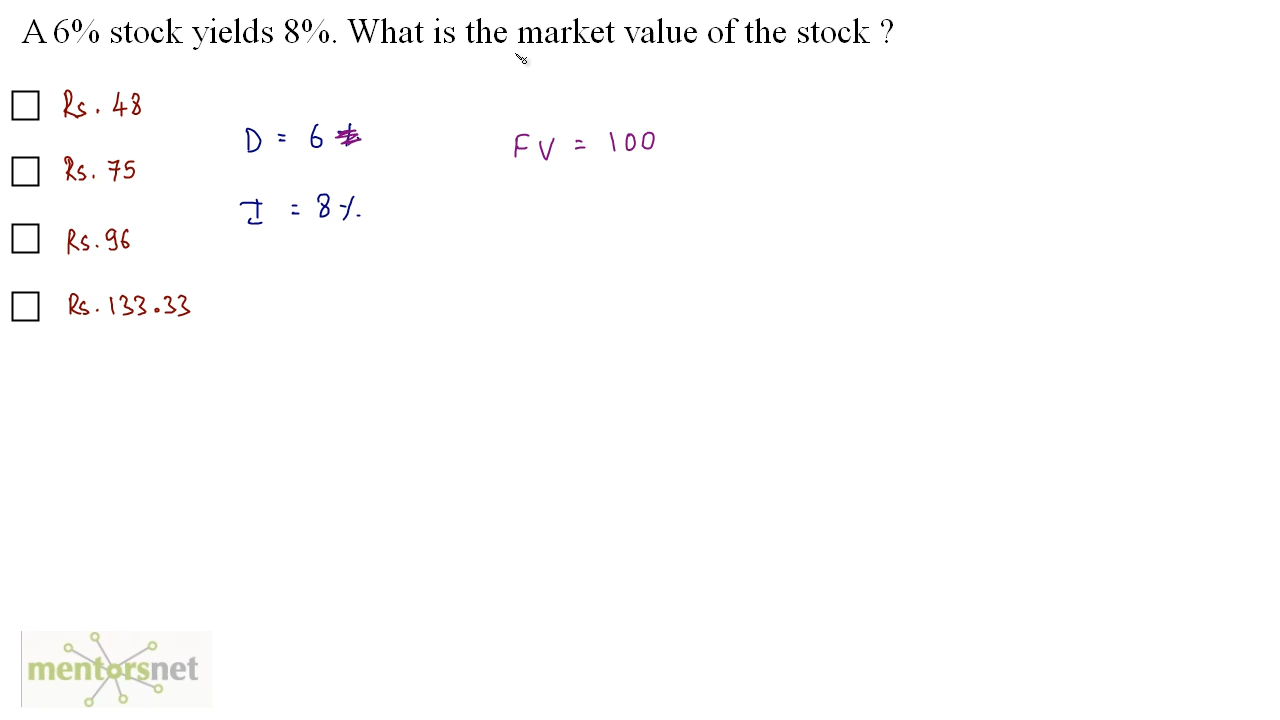 A 6% stock yields 8%. What is the market value of the stock ?
Rs. 48
Rs. 75
Rs. 96
Rs. 133.33
D = 6
I = 8%
FV = 100
mentorsnet